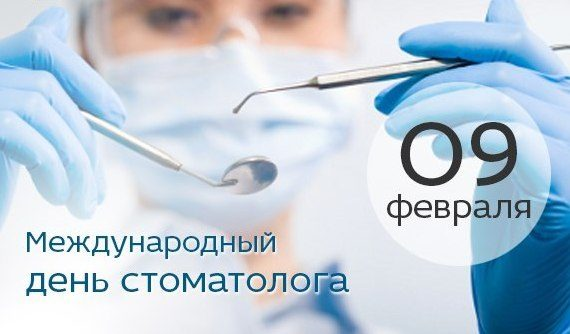 09
февраля
Международный
день стоматолога